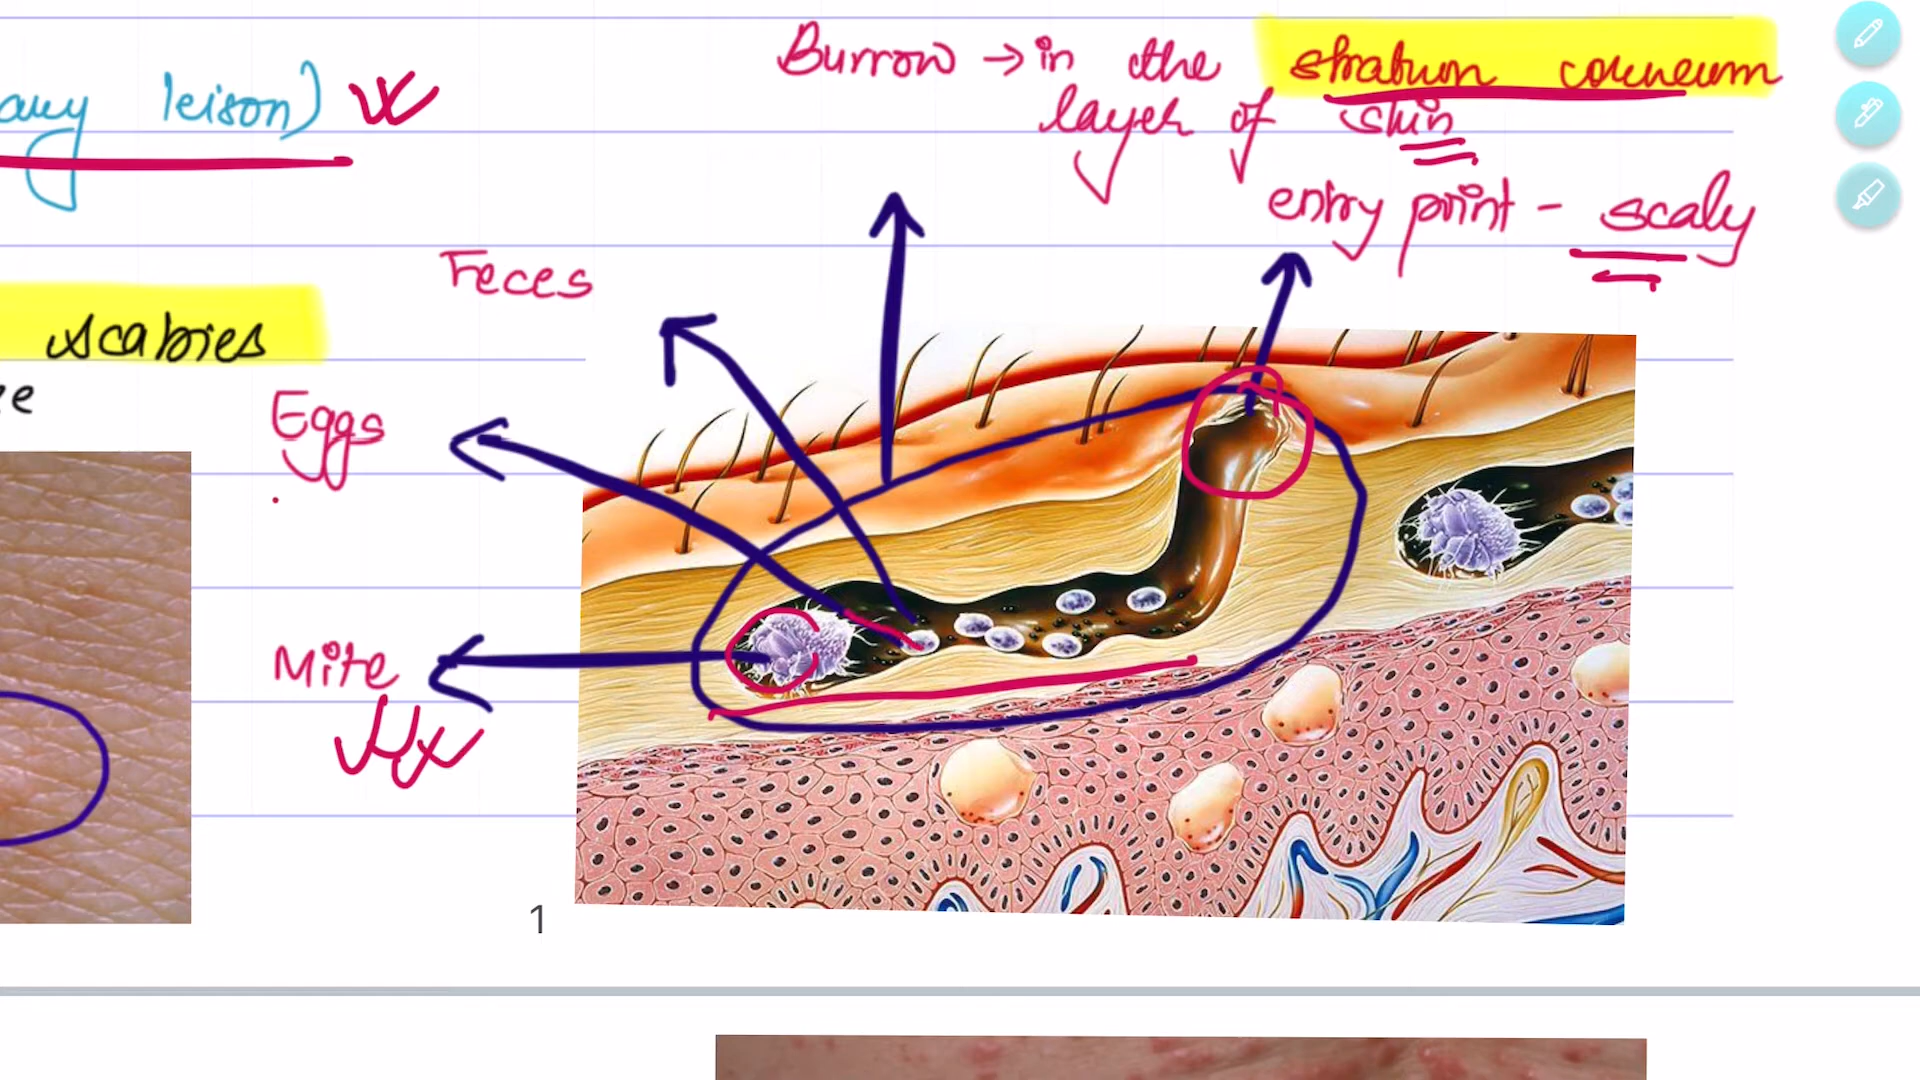 Burrow → in the stratum corneum
layer of skin
leison)
entry point - scaly
Feces
scabies
Eggs
Mite
1